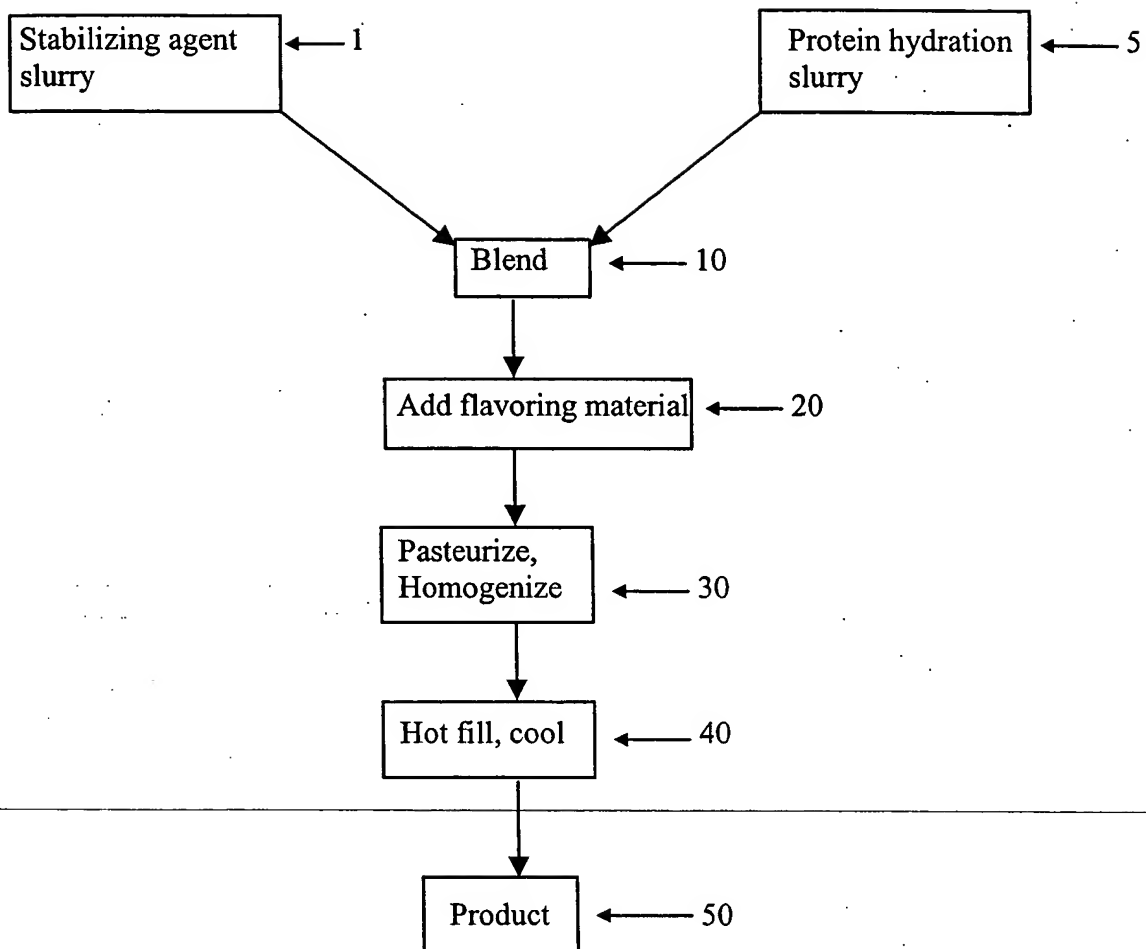 Stabilizing agent
slurry
1
Protein hydration
slurry
5
Blend
10
Add flavoring material
20
Pasteurize,
Homogenize
30
Hot fill, cool
40
Product
50